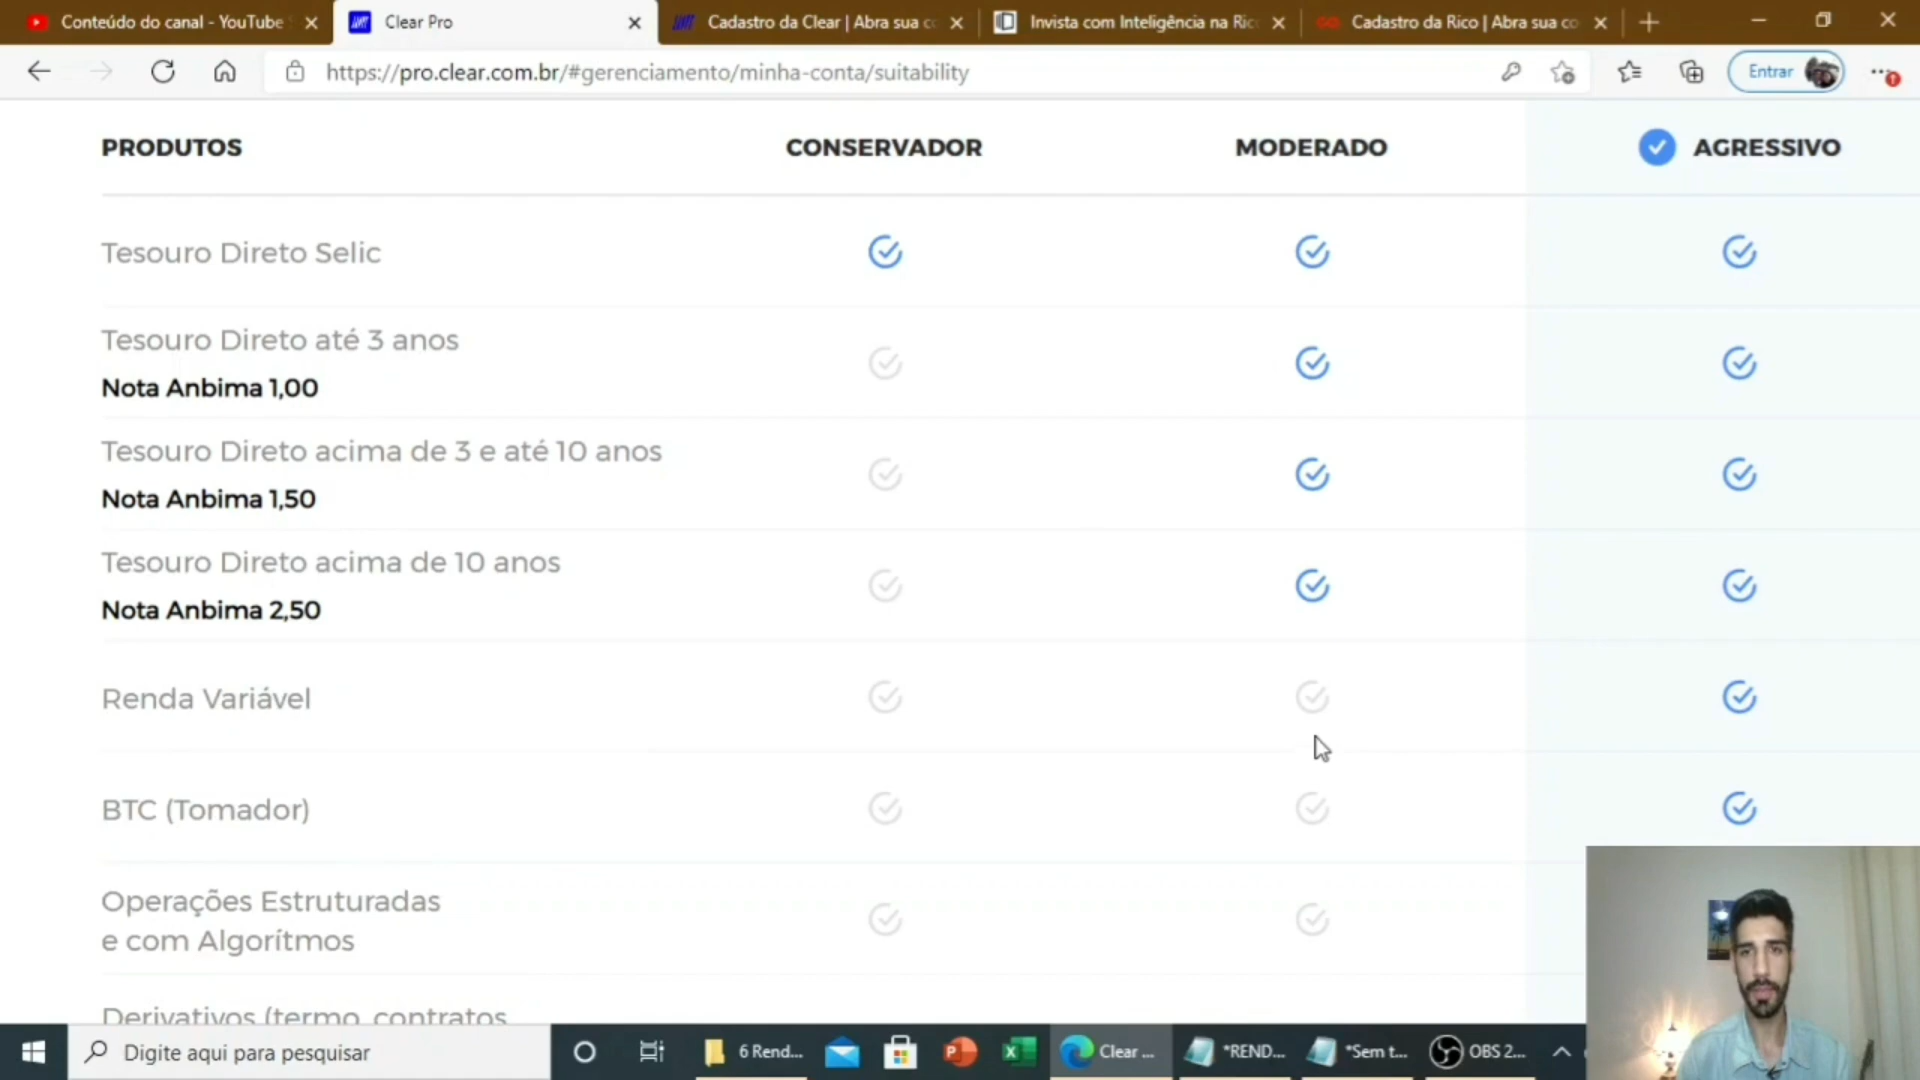 Conteúdo do canal - YouTube
Clear Pro
Cadastro da Clear | Abra sua co
Invista com Inteligência na Ric
Cadastro da Rico | Abra sua co
https://pro.clear.com.br/#gerenciamento/minha-conta/suitability
Entrar
PRODUTOS CONSERVADOR MODERADO AGRESSIVO
Tesouro Direto Selic
Tesouro Direto até 3 anos
Nota Anbima 1,00
Tesouro Direto acima de 3 e até 10 anos
Nota Anbima 1,50
Tesouro Direto acima de 10 anos
Nota Anbima 2,50
Renda Variável
BTC (Tomador)
Operações Estruturadas
e com Algorítmos
Derivativos (termo, contratos
Digite aqui para pesquisar
6 Rend...
Clear ...
*REND...
*Sem t...
OBS 2...